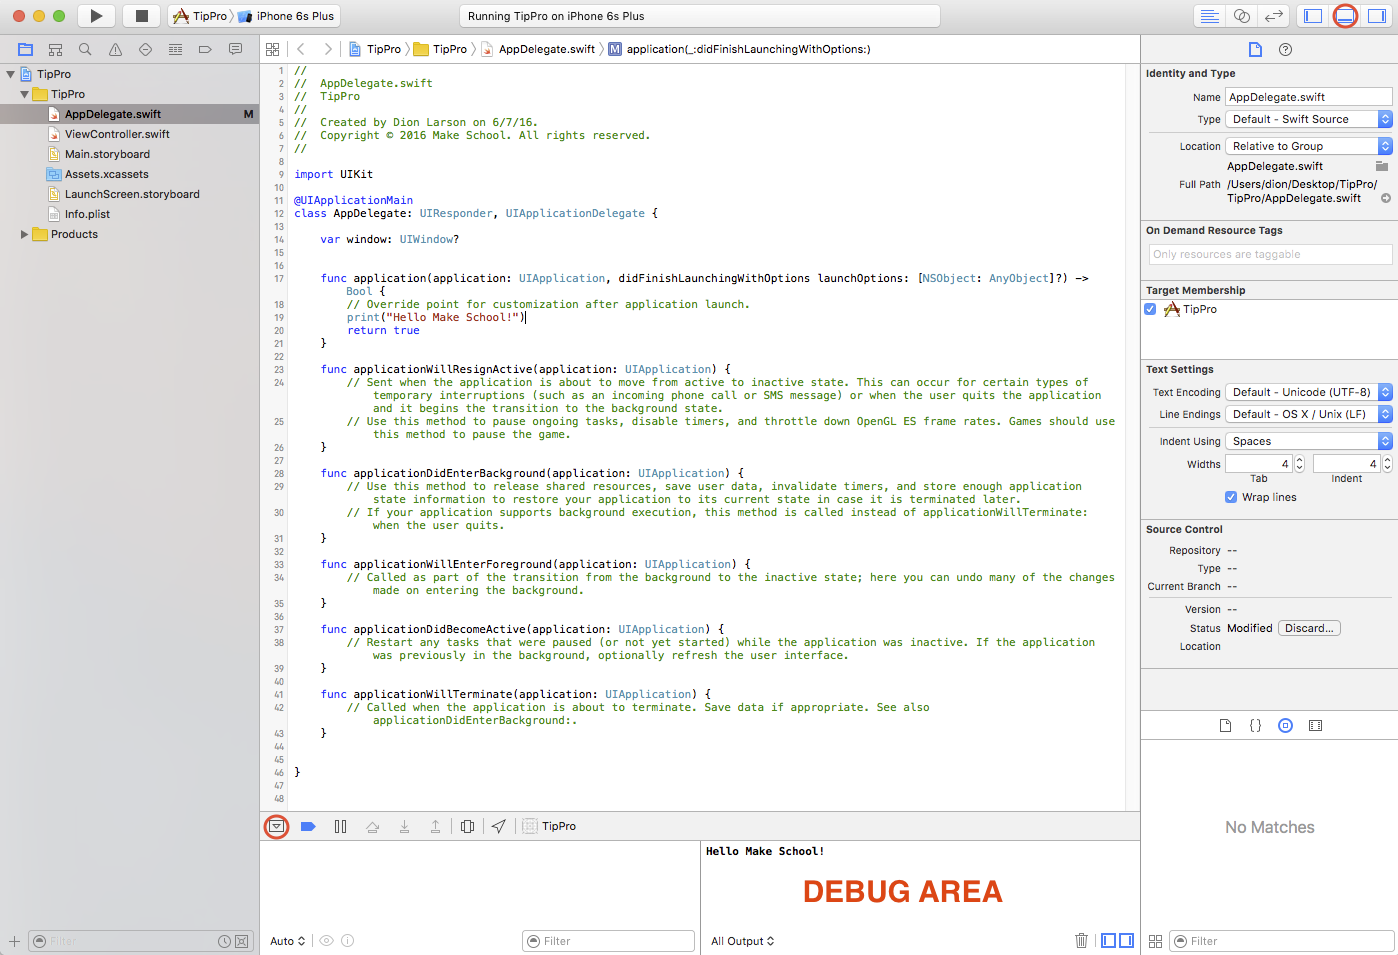 TipPro
iPhone 6s Plus
Running TipPro on iPhone 6s Plus
TipPro
TipPro
AppDelegate.swift
M
ViewController.swift
Main.storyboard
Assets.xcassets
LaunchScreen.storyboard
Info.plist
Products
Filter
TipPro
TipPro
AppDelegate.swift
M
application(_:didFinishLaunchingWithOptions:)
1 //
2 //  AppDelegate.swift
3 //  TipPro
4 //
5 //  Created by Dion Larson on 6/7/16.
6 //  Copyright © 2016 Make School. All rights reserved.
7 //
8
9 import UIKit
10
11 @UIApplicationMain
12 class AppDelegate: UIResponder, UIApplicationDelegate {
13
14 var window: UIWindow?
15
16
17 func application(application: UIApplication, didFinishLaunchingWithOptions launchOptions: [NSObject: AnyObject]?) ->
Bool {
18 // Override point for customization after application launch.
19 print("Hello Make School!")
20 return true
21 }
22
23 func applicationWillResignActive(application: UIApplication) {
24 // Sent when the application is about to move from active to inactive state. This can occur for certain types of
temporary interruptions (such as an incoming phone call or SMS message) or when the user quits the application
and it begins the transition to the background state.
25 // Use this method to pause ongoing tasks, disable timers, and throttle down OpenGL ES frame rates. Games should use
this method to pause the game.
26 }
27
28 func applicationDidEnterBackground(application: UIApplication) {
29 // Use this method to release shared resources, save user data, invalidate timers, and store enough application
state information to restore your application to its current state in case it is terminated later.
30 // If your application supports background execution, this method is called instead of applicationWillTerminate:
when the user quits.
31 }
32
33 func applicationWillEnterForeground(application: UIApplication) {
34 // Called as part of the transition from the background to the inactive state; here you can undo many of the changes
made on entering the background.
35 }
36
37 func applicationDidBecomeActive(application: UIApplication) {
38 // Restart any tasks that were paused (or not yet started) while the application was inactive. If the application
was previously in the background, optionally refresh the user interface.
39 }
40
41 func applicationWillTerminate(application: UIApplication) {
42 // Called when the application is about to terminate. Save data if appropriate. See also
applicationDidEnterBackground:.
43 }
44
45
46 }
47
48
TipPro
Auto
Filter
Hello Make School!
DEBUG AREA
All Output
Identity and Type
Name AppDelegate.swift
Type Default - Swift Source
Location Relative to Group
AppDelegate.swift
Full Path /Users/dion/Desktop/TipPro/
TipPro/AppDelegate.swift
On Demand Resource Tags
Only resources are taggable
Target Membership
TipPro
Text Settings
Text Encoding Default - Unicode (UTF-8)
Line Endings Default - OS X / Unix (LF)
Indent Using Spaces
Widths 4 4
Tab Indent
Wrap lines
Source Control
Repository --
Type --
Current Branch --
Version --
Status Modified Discard...
Location
{ }
No Matches
Filter